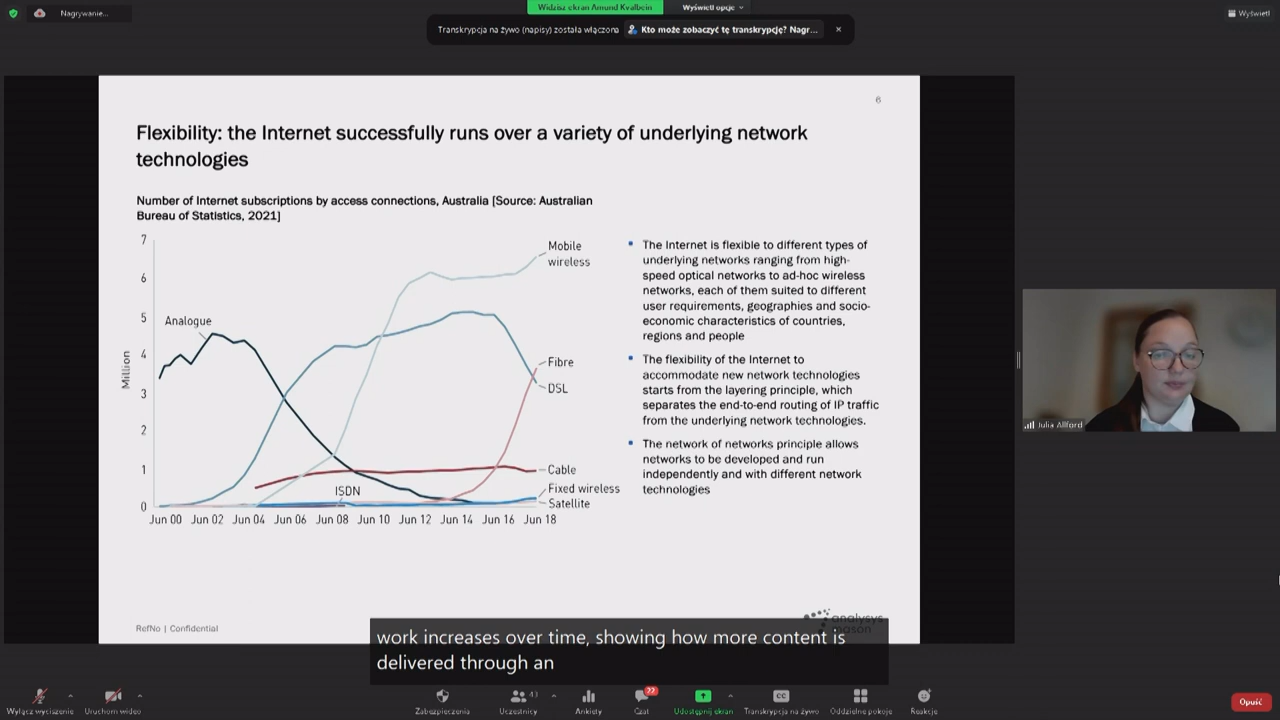 Nagrywanie...
Widzisz ekran Amund Kvalbein
Wyświetl opcje
Wyświetl
Transkrypcja na żywo (napisy) została włączona
Kto może zobaczyć tę transkrypcję? Nagr...
6
Flexibility: the Internet successfully runs over a variety of underlying network
technologies
Number of Internet subscriptions by access connections, Australia [Source: Australian
Bureau of Statistics, 2021]
Million
7
6
5
4
3
2
1
0
Analogue
Mobile
wireless
Fibre
DSL
Cable
ISDN
Fixed wireless
Satellite
Jun 00 Jun 02 Jun 04 Jun 06 Jun 08 Jun 10 Jun 12 Jun 14 Jun 16 Jun 18
The Internet is flexible to different types of
underlying networks ranging from high-
speed optical networks to ad-hoc wireless
networks, each of them suited to different
user requirements, geographies and socio-
economic characteristics of countries,
regions and people
The flexibility of the Internet to
accommodate new network technologies
starts from the layering principle, which
separates the end-to-end routing of IP traffic
from the underlying network technologies.
The network of networks principle allows
networks to be developed and run
independently and with different network
technologies
Julia Allford
RefNo | Confidential
analysys
mason
work increases over time, showing how more content is
delivered through an
Wyłącz wyciszenie
Uruchom wideo
Zabezpieczenia
Uczestnicy
43
Ankiety
Czat
22
Udostępnij ekran
Transkrypcja na żywo
CC
Oddzielne pokoje
Reakcje
Opuść